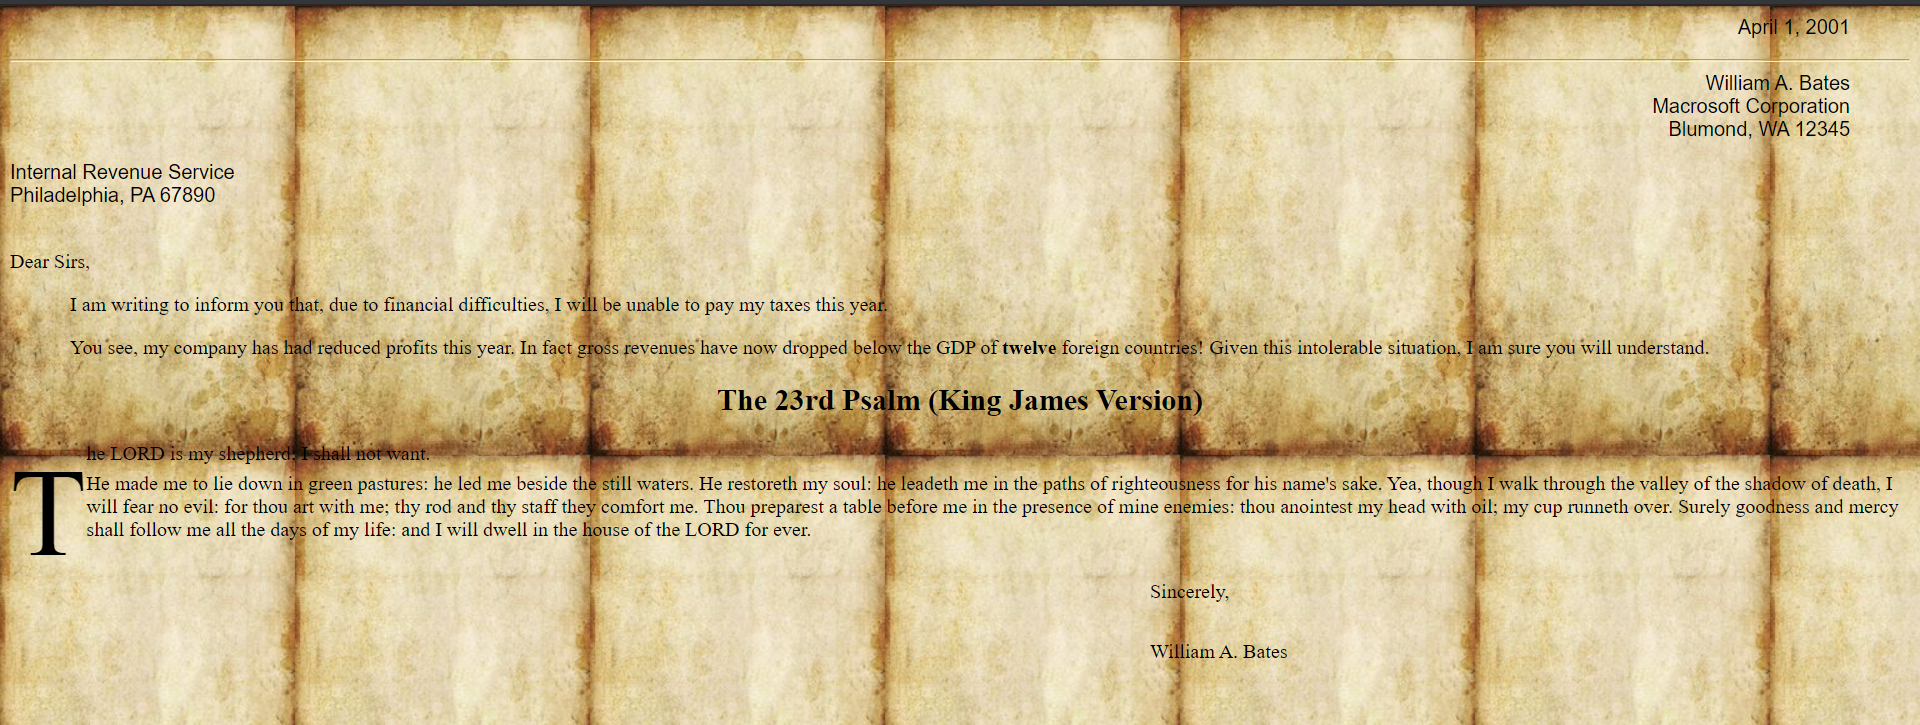 April 1, 2001
William A. Bates
Macrosoft Corporation
Blumond, WA 12345
Internal Revenue Service
Philadelphia, PA 67890
Dear Sirs,
I am writing to inform you that, due to financial difficulties, I will be unable to pay my taxes this year.
You see, my company has had reduced profits this year. In fact gross revenues have now dropped below the GDP of twelve foreign countries! Given this intolerable situation, I am sure you will understand.
The 23rd Psalm (King James Version)
The LORD is my shepherd; I shall not want.
He made me to lie down in green pastures: he led me beside the still waters. He restoreth my soul: he leadeth me in the paths of righteousness for his name's sake. Yea, though I walk through the valley of the shadow of death, I
will fear no evil: for thou art with me; thy rod and thy staff they comfort me. Thou preparest a table before me in the presence of mine enemies: thou anointest my head with oil; my cup runneth over. Surely goodness and mercy
shall follow me all the days of my life: and I will dwell in the house of the LORD for ever.
Sincerely,
William A. Bates